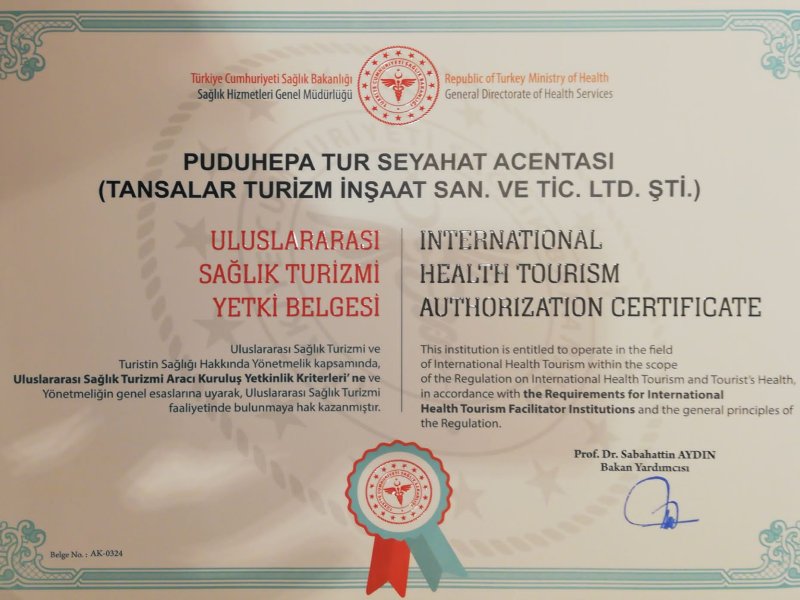 Türkiye Cumhuriyeti Sağlık Bakanlığı
Sağlık Hizmetleri Genel Müdürlüğü
Republic of Turkey Ministry of Health
General Directorate of Health Services
PUDUHEPA TUR SEYAHAT ACENTASI
(TANSALAR TURİZM İNŞAAT SAN. VE TİC. LTD. ŞTİ.)
ULUSLARARASI
SAĞLIK TURİZMİ
YETKİ BELGESİ
INTERNATIONAL
HEALTH TOURISM
AUTHORIZATION CERTIFICATE
Uluslararası Sağlık Turizmi ve
Turistin Sağlığı Hakkında Yönetmelik kapsamında,
Uluslararası Sağlık Turizmi Aracı Kuruluş Yetkinlik Kriterleri' ne ve
Yönetmeliğin genel esaslarına uyarak, Uluslararası Sağlık Turizmi
faaliyetinde bulunmaya hak kazanmıştır.
This institution is entitled to operate in the field
of International Health Tourism within the scope
of the Regulation on International Health Tourism and Tourist's Health,
in accordance with the Requirements for International
Health Tourism Facilitator Institutions and the general principles of
the Regulation.
Prof. Dr. Sabahattin AYDIN
Bakan Yardımcısı
Belge No. : AK-0324